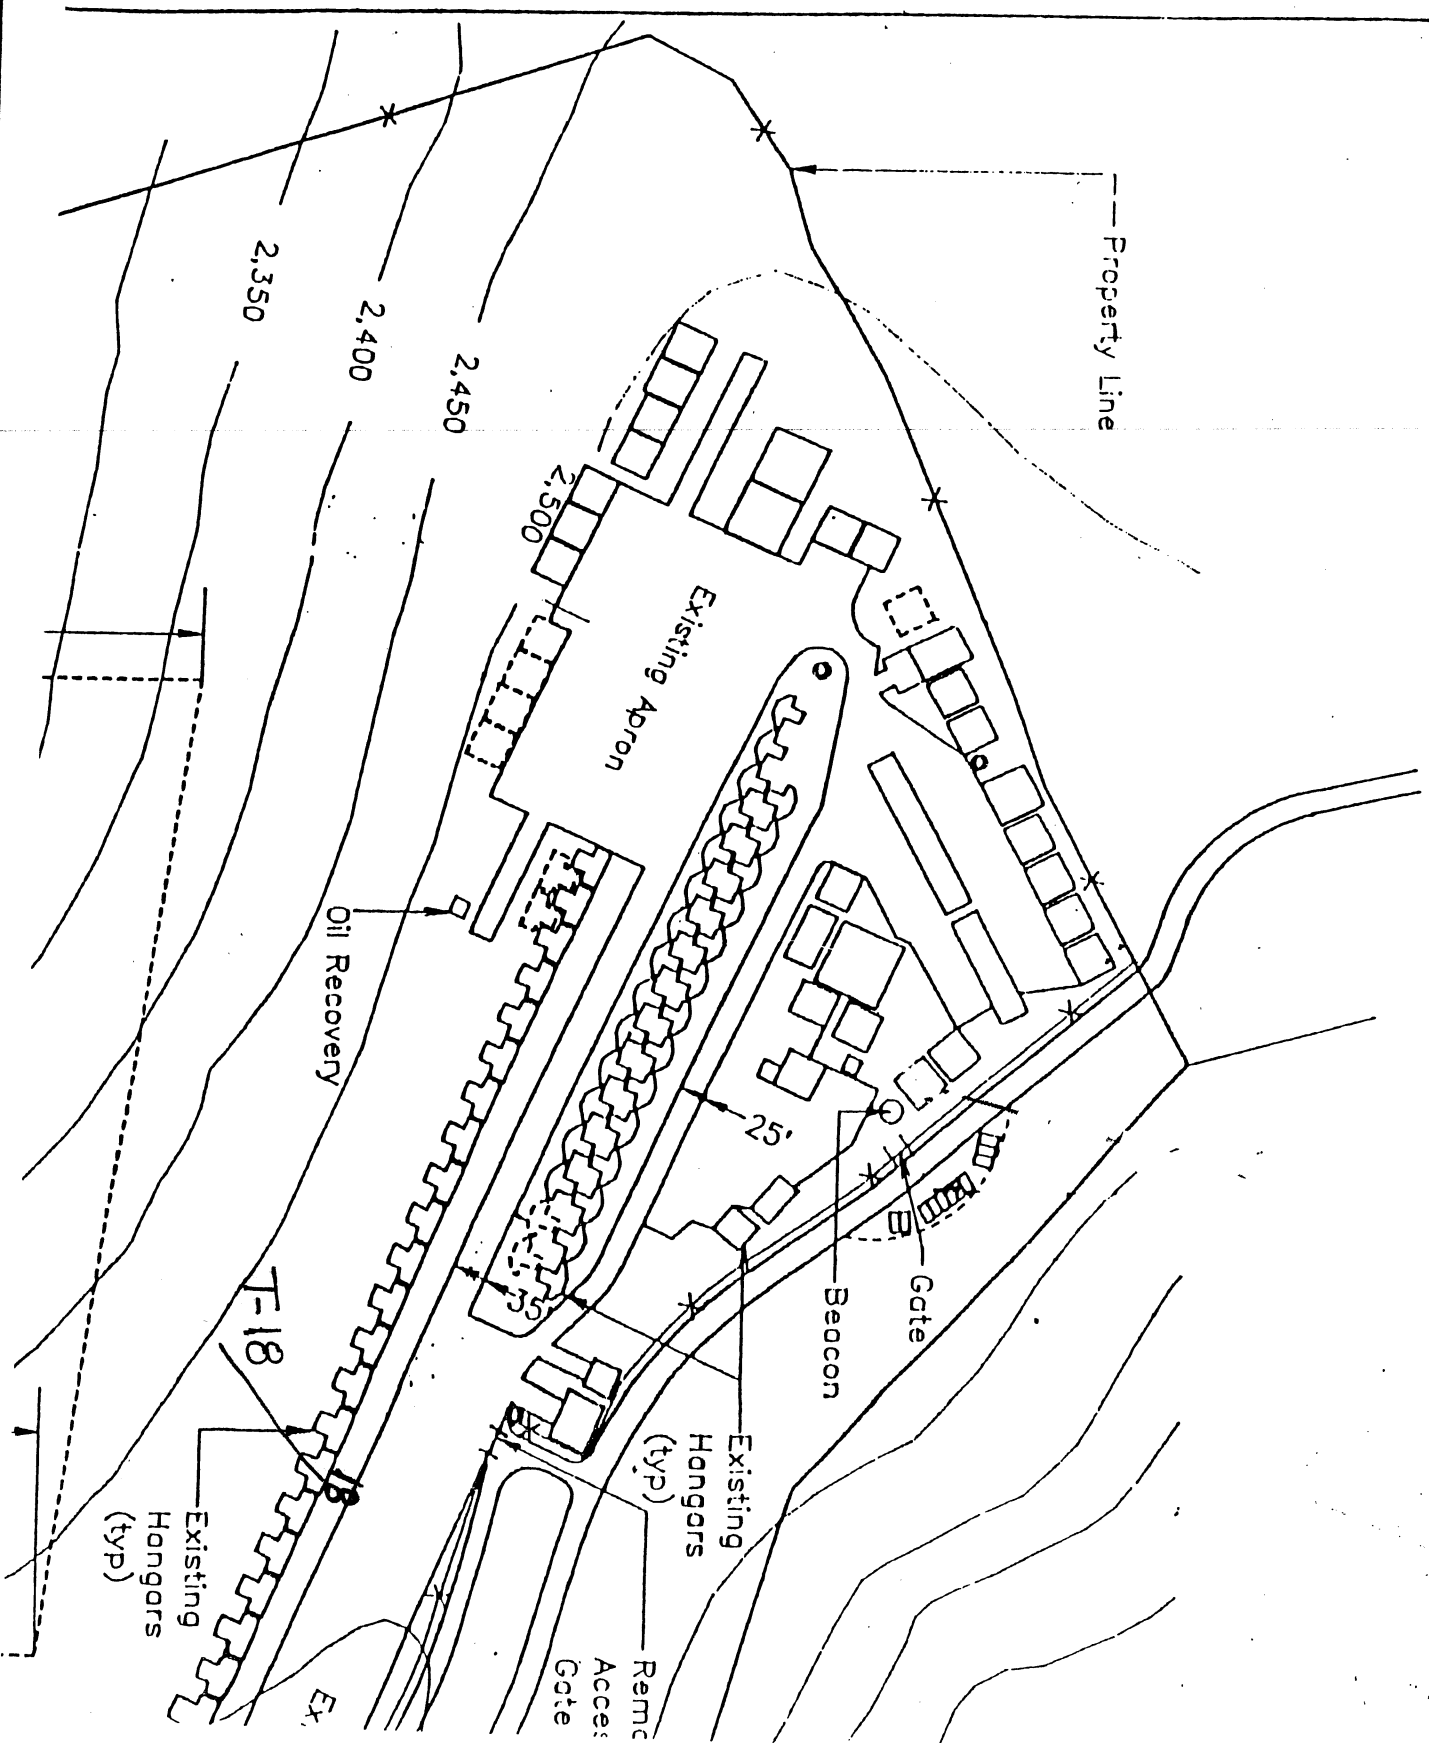 Property Line
2,350
2,400
2,450
2,500
Existing Apron
Oil Recovery
25'
35'
Gate
Beacon
Existing
Hangars
(typ)
T-18
18
Existing
Hangars
(typ)
Acces
Gate
Ex.